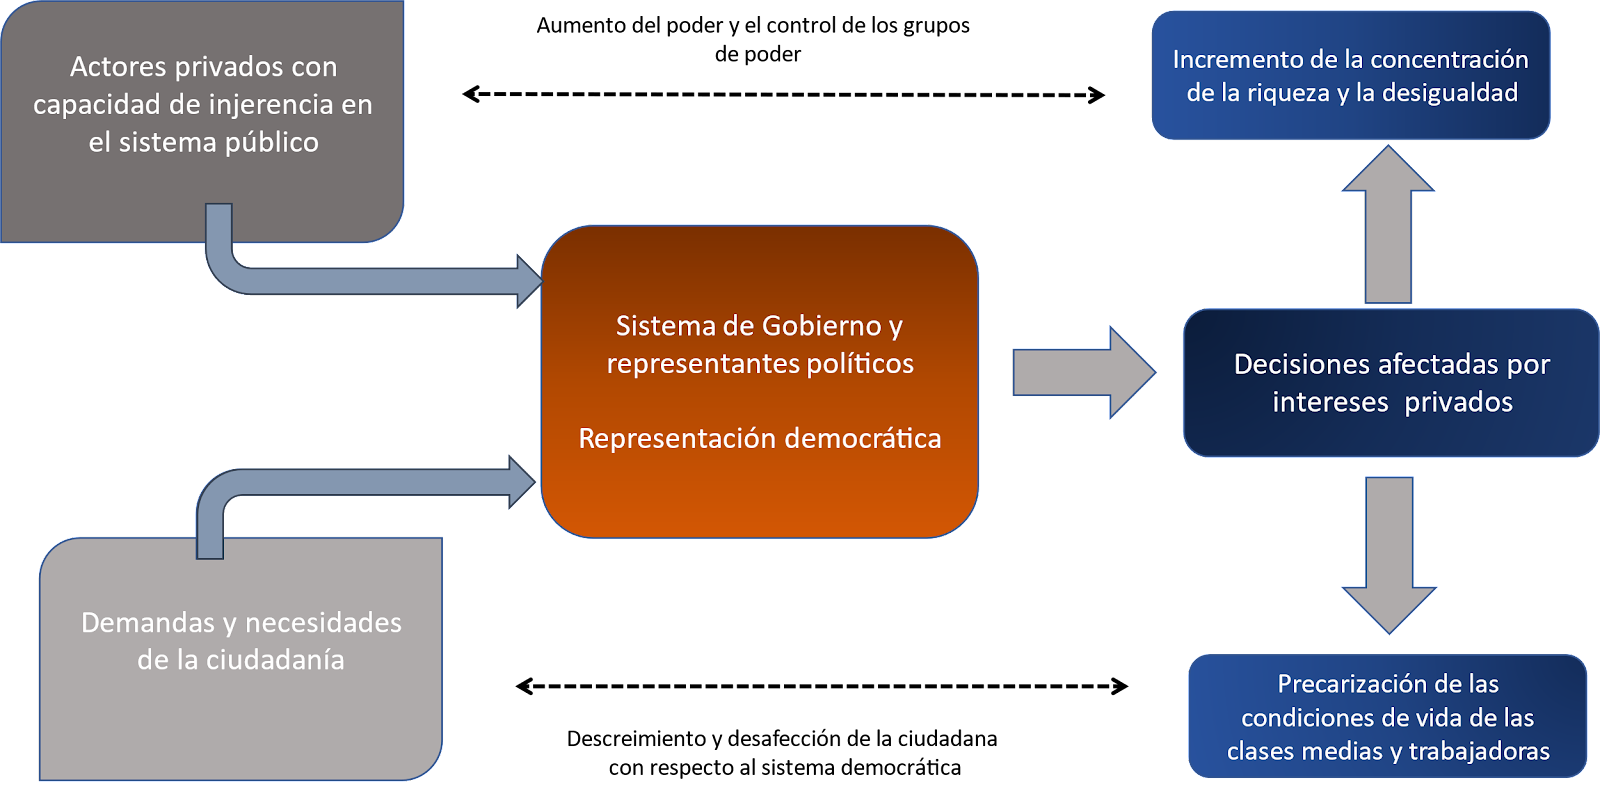 Aumento del poder y el control de los grupos
de poder
Actores privados con
capacidad de injerencia en
el sistema público
Incremento de la concentración
de la riqueza y la desigualdad
Sistema de Gobierno y
representantes políticos
Representación democrática
Decisiones afectadas por
intereses  privados
Demandas y necesidades
de la ciudadanía
Precarización de las
condiciones de vida de las
clases medias y trabajadoras
Descreimiento y desafección de la ciudadana
con respecto al sistema democrática